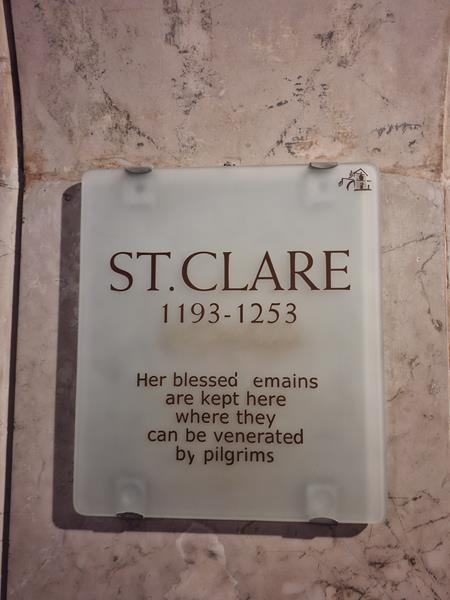 ST. CLARE
1193-1253
Her blessed emains
are kept here
where they
can be venerated
by pilgrims